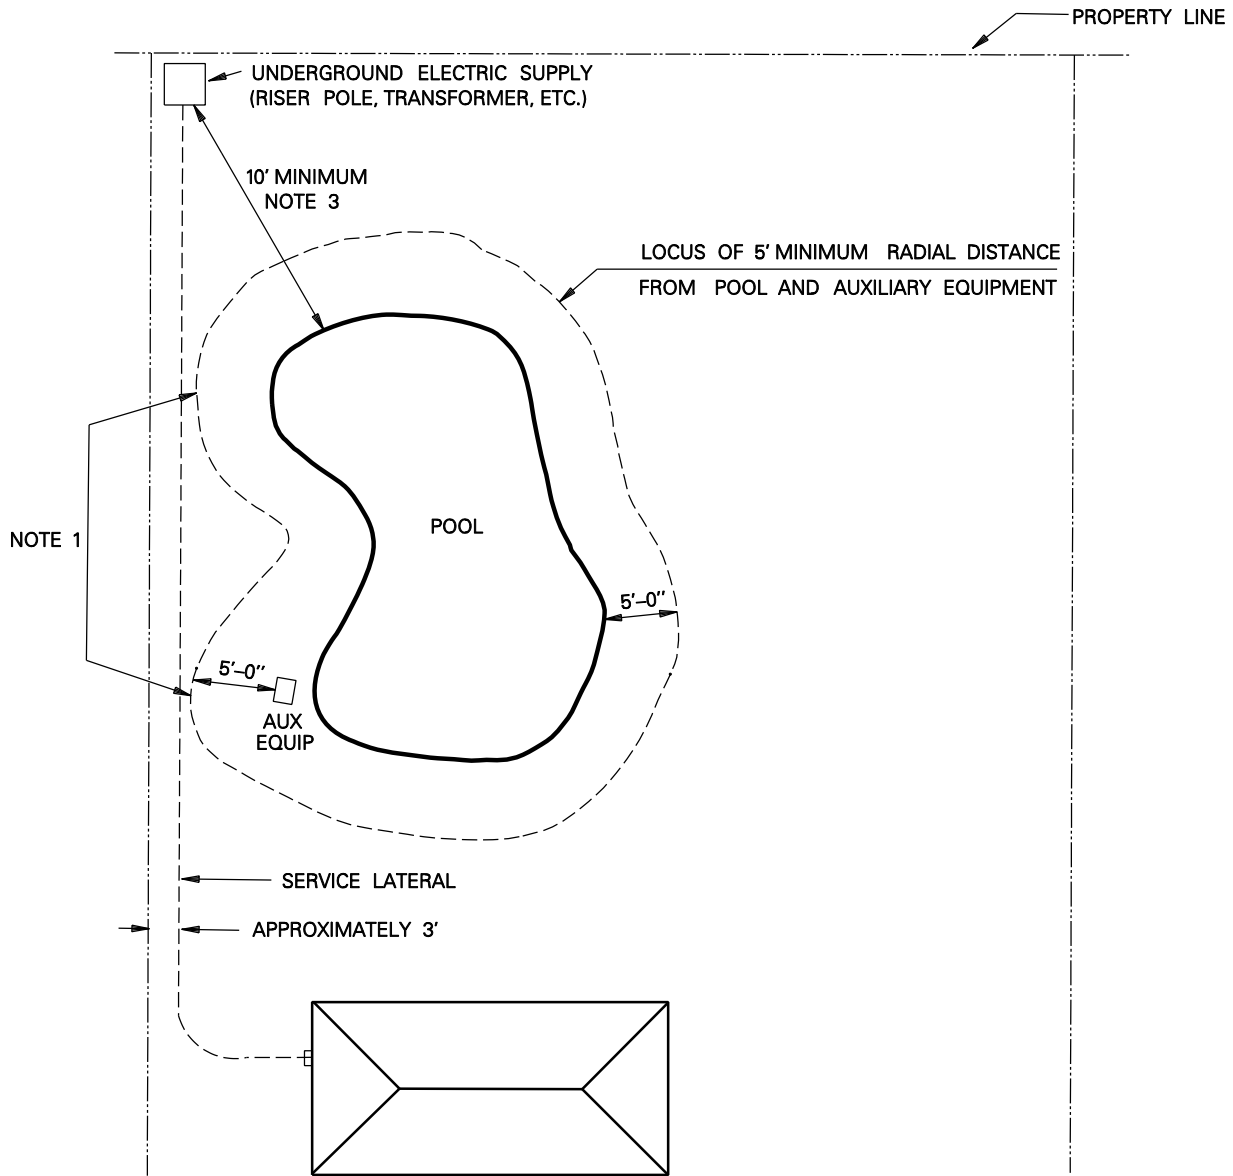 PROPERTY LINE
UNDERGROUND ELECTRIC SUPPLY
(RISER POLE, TRANSFORMER, ETC.)
10' MINIMUM
NOTE 3
LOCUS OF 5' MINIMUM RADIAL DISTANCE
FROM POOL AND AUXILIARY EQUIPMENT
POOL
NOTE 1
5'–0"
5'–0"
AUX
EQUIP
SERVICE LATERAL
APPROXIMATELY 3'